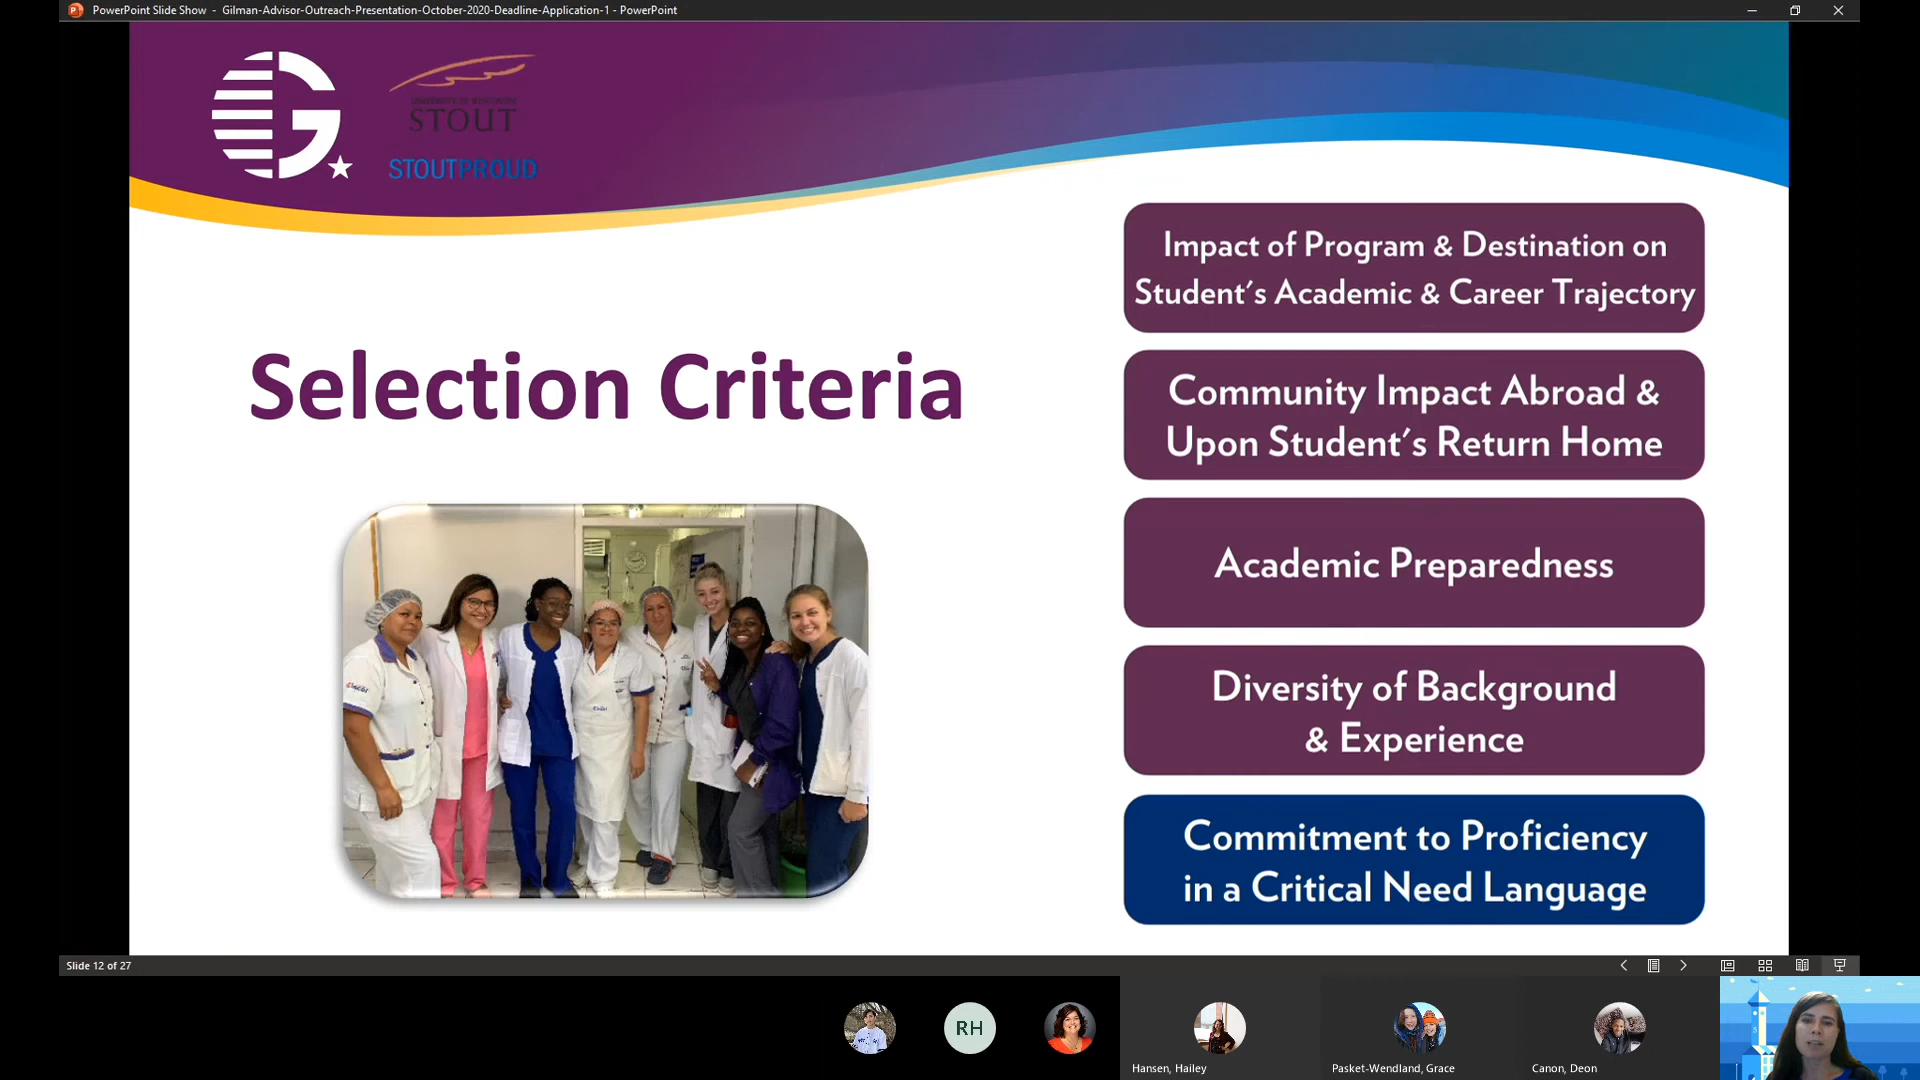 PowerPoint Slide Show - Gilman-Advisor-Outreach-Presentation-October-2020-Deadline-Application-1 - PowerPoint
G
UNIVERSITY OF WISCONSIN
STOUT
STOUTPROUD
Selection Criteria
Impact of Program & Destination on
Student's Academic & Career Trajectory
Community Impact Abroad &
Upon Student's Return Home
Academic Preparedness
Diversity of Background
& Experience
Commitment to Proficiency
in a Critical Need Language
Slide 12 of 27
RH
Hansen, Hailey
Pasket-Wendland, Grace
Canon, Deon